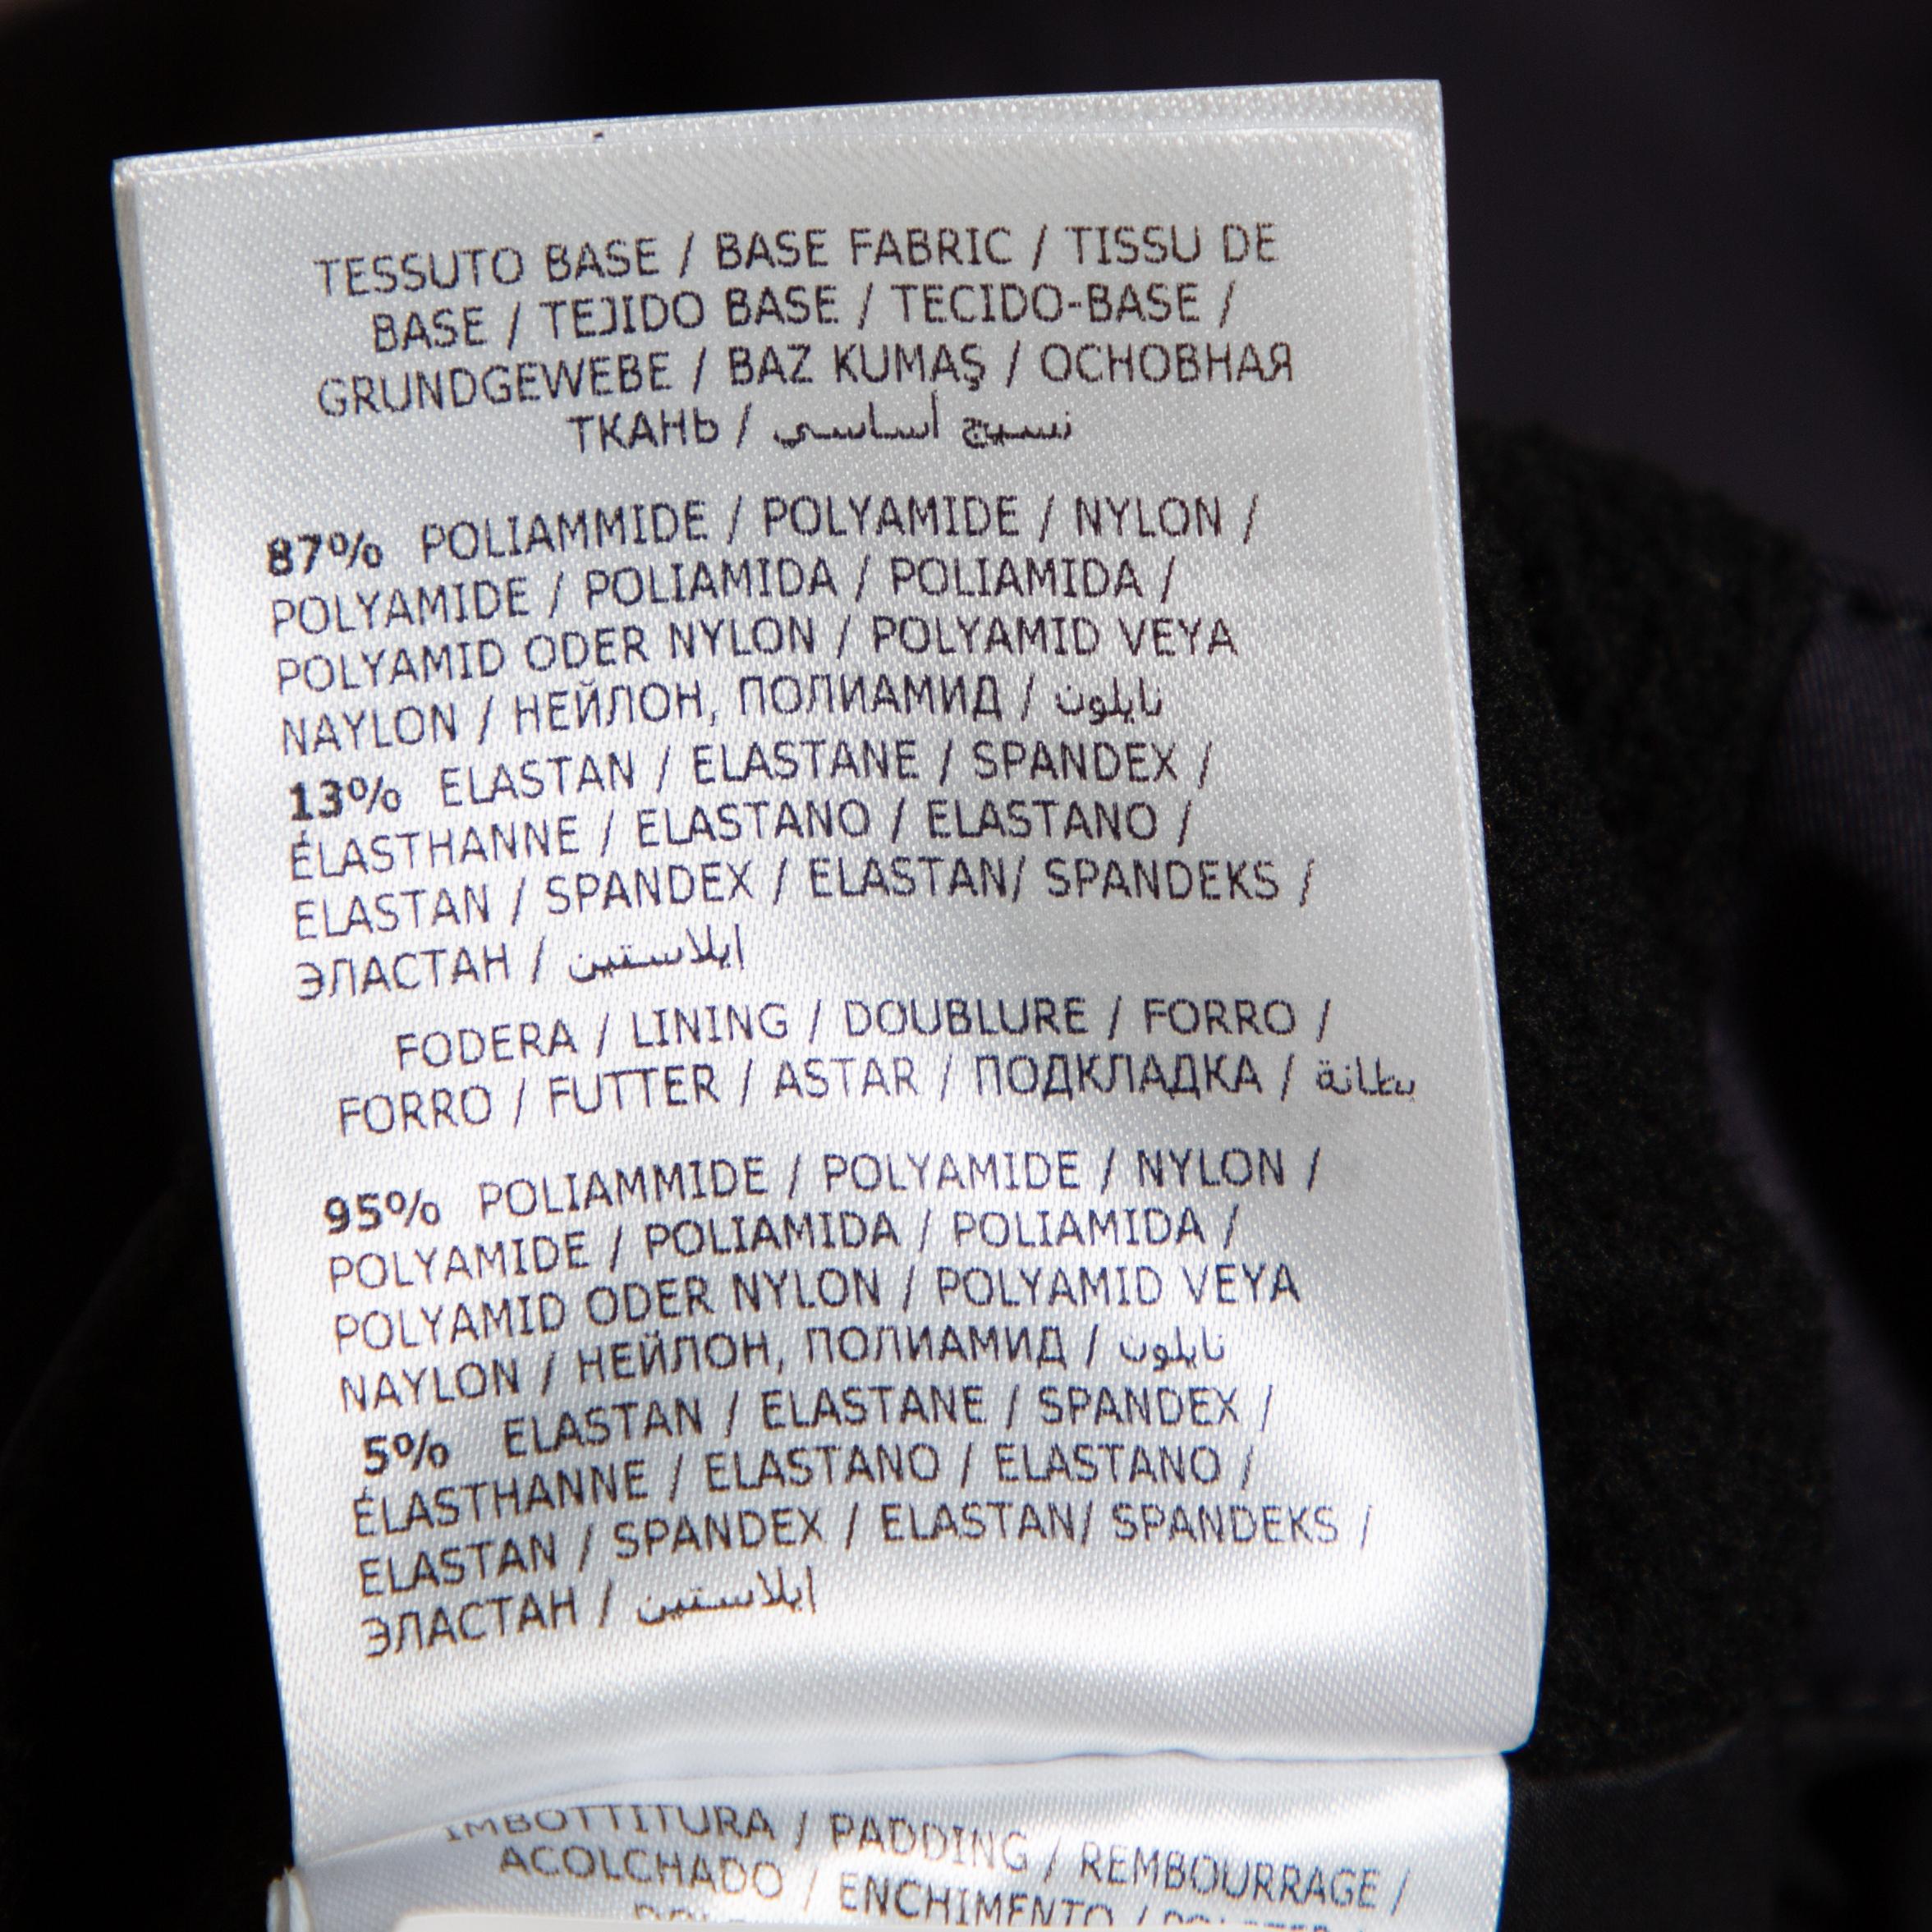 TESSUTO BASE / BASE FABRIC / TISSU DE
BASE / TEJIDO BASE / TECIDO-BASE /
GRUNDGEWEBE / BAZ KUMAŞ / ОСНОВНАЯ
ТКАНЬ / نسيج أساسي
87% POLIAMMIDE / POLYAMIDE / NYLON /
POLYAMIDE / POLIAMIDA / POLIAMIDA /
POLYAMID ODER NYLON / POLYAMID VEYA
NAYLON / НЕЙЛОН, ПОЛИАМИД / نايلون
13% ELASTAN / ELASTANE / SPANDEX /
ÉLASTHANNE / ELASTANO / ELASTANO /
ELASTAN / SPANDEX / ELASTAN/ SPANDEKS /
ЭЛАСТАН / إيلاستين
FODERA / LINING / DOUBLURE / FORRO /
FORRO / FUTTER / ASTAR / ПОДКЛАДКА / بطانة
95% POLIAMMIDE / POLYAMIDE / NYLON /
POLYAMIDE / POLIAMIDA / POLIAMIDA /
POLYAMID ODER NYLON / POLYAMID VEYA
NAYLON / НЕЙЛОН, ПОЛИАМИД / نايلون
5% ELASTAN / ELASTANE / SPANDEX /
ÉLASTHANNE / ELASTANO / ELASTANO /
ELASTAN / SPANDEX / ELASTAN/ SPANDEKS /
ЭЛАСТАН / إيلاستين
IMBOTTITURA / PADDING / REMBOURRAGE /
ACOLCHADO / ENCHIMENTO /